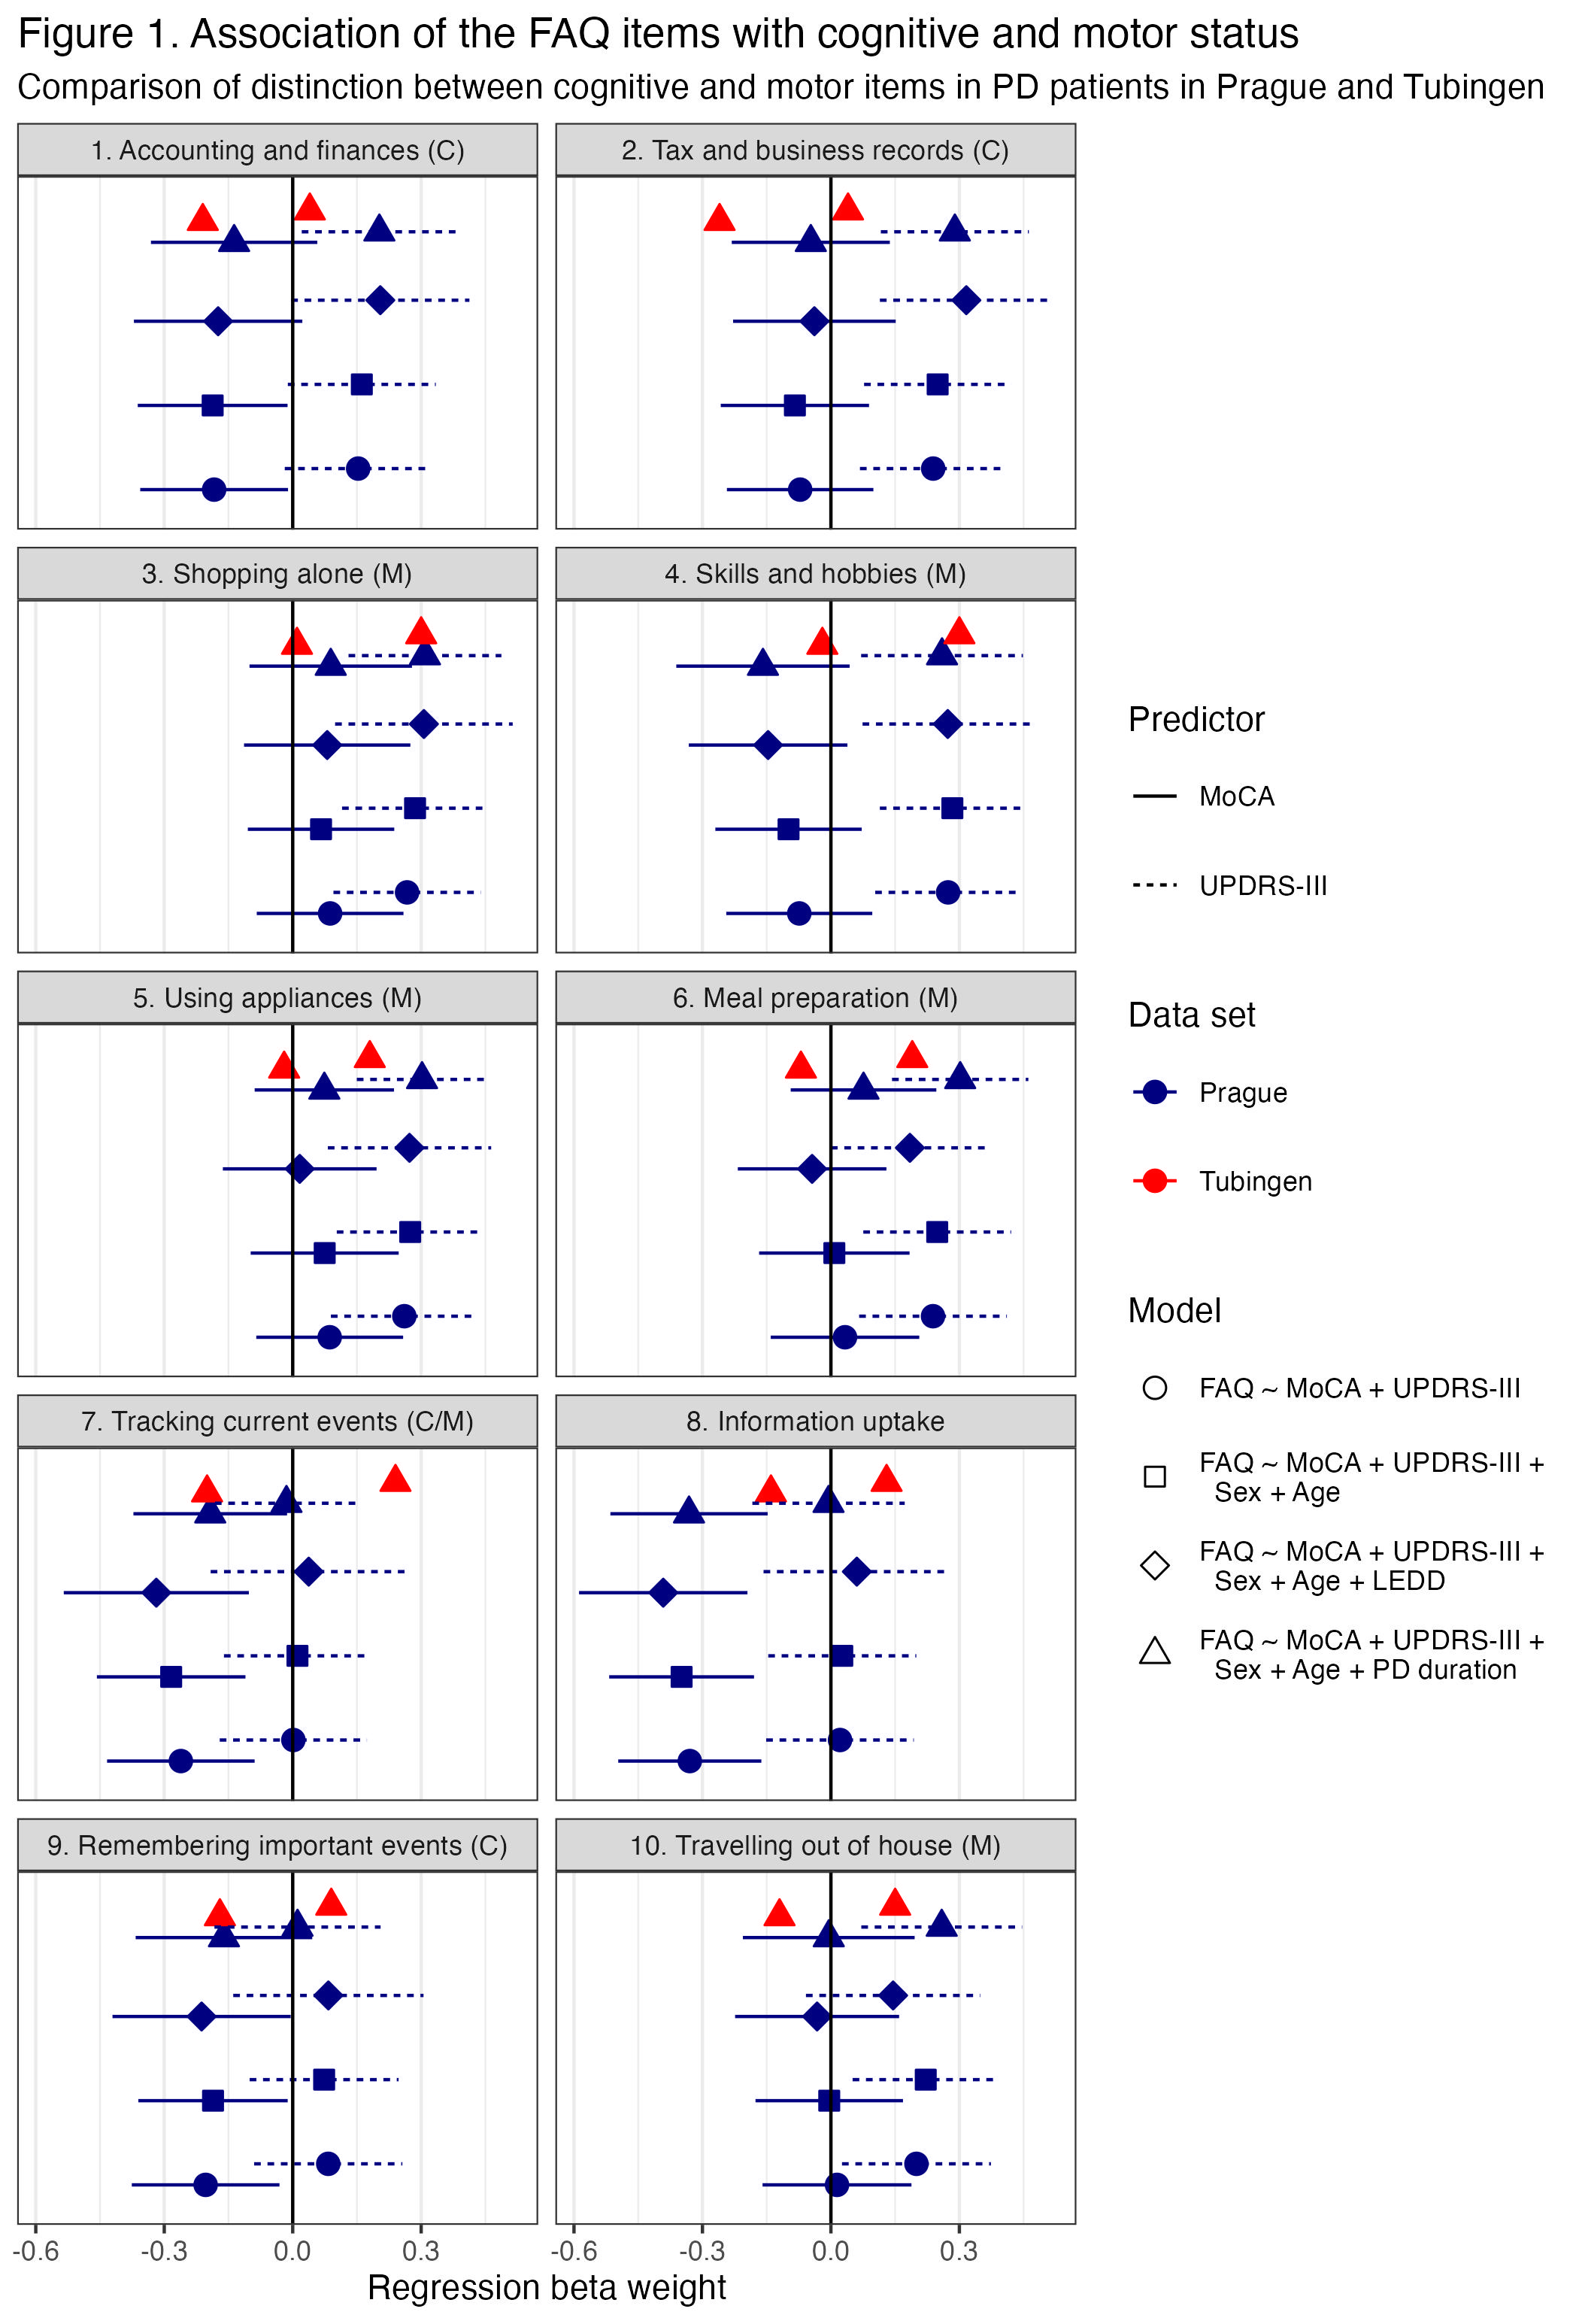 Figure 1. Association of the FAQ items with cognitive and motor status
Comparison of distinction between cognitive and motor items in PD patients in Prague and Tubingen
1. Accounting and finances (C)
2. Tax and business records (C)
3. Shopping alone (M)
4. Skills and hobbies (M)
5. Using appliances (M)
6. Meal preparation (M)
7. Tracking current events (C/M)
8. Information uptake
9. Remembering important events (C)
10. Travelling out of house (M)
-0.6 -0.3 0.0 0.3
-0.6 -0.3 0.0 0.3
Regression beta weight
Predictor
MoCA
UPDRS-III
Data set
Prague
Tubingen
Model
FAQ ~ MoCA + UPDRS-III
FAQ ~ MoCA + UPDRS-III +
Sex + Age
FAQ ~ MoCA + UPDRS-III +
Sex + Age + LEDD
FAQ ~ MoCA + UPDRS-III +
Sex + Age + PD duration